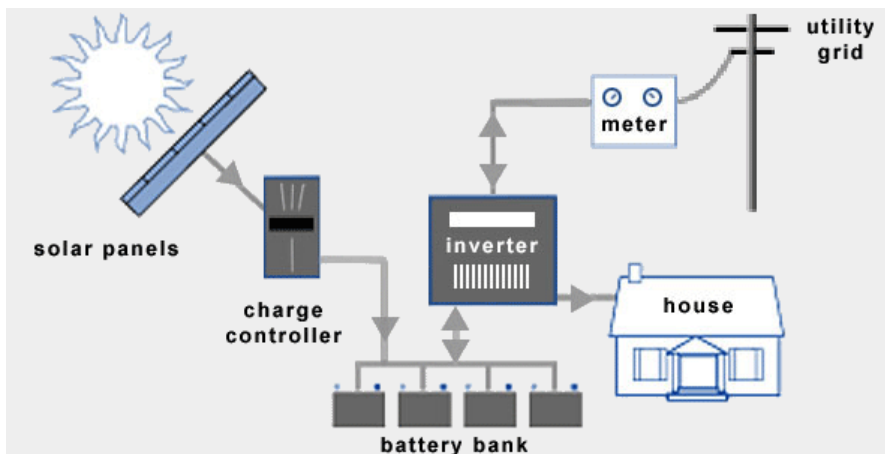 utility
grid
meter
solar panels
inverter
charge
controller
house
battery bank